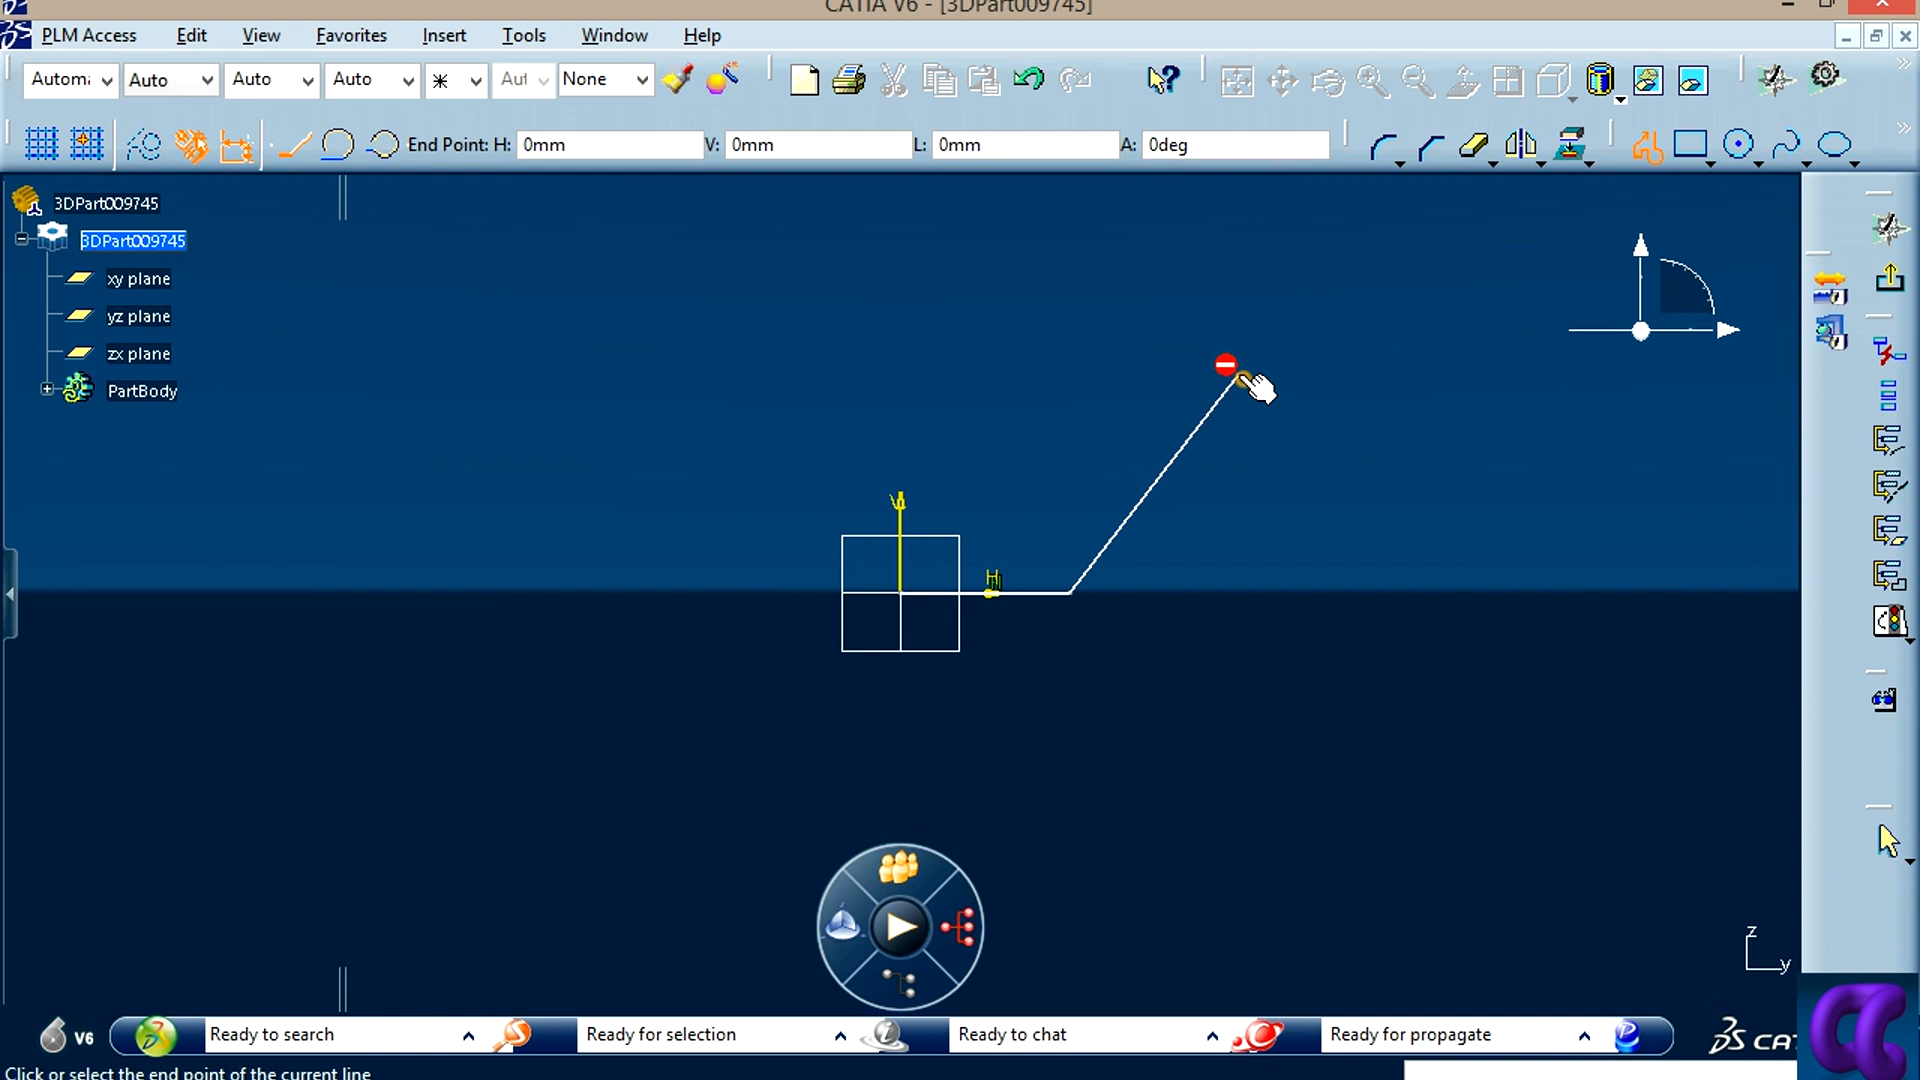 CATIA V6 - [3DPart009745]
PLM Access Edit View Favorites Insert Tools Window Help
Auto Auto Auto Aut None
End Point: H: 0mm V: 0mm L: 0mm A: 0deg
3DPart009745
3DPart009745
xy plane
yz plane
zx plane
PartBody
V
H
z
y
V6 Ready to search Ready for selection Ready to chat Ready for propagate
Click or select the end point of the current line